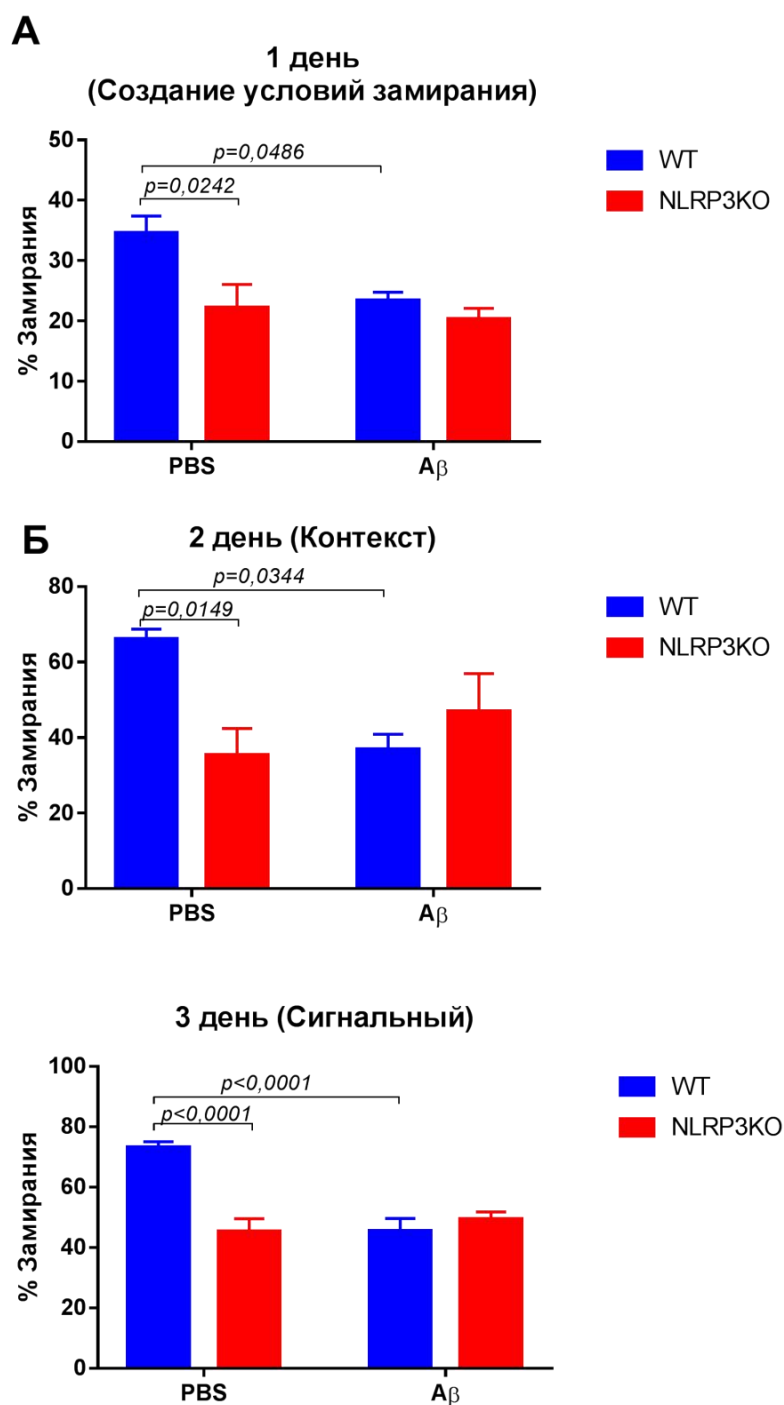 А
1 день
(Создание условий замирания)
% Замирания
50
40
30
20
10
0
p=0,0486
p=0,0242
PBS
Aβ
WT
NLRP3KO
Б
2 день (Контекст)
% Замирания
80
60
40
20
0
p=0,0344
p=0,0149
PBS
Aβ
WT
NLRP3KO
3 день (Сигнальный)
% Замирания
100
80
60
40
20
0
p<0,0001
p<0,0001
PBS
Aβ
WT
NLRP3KO